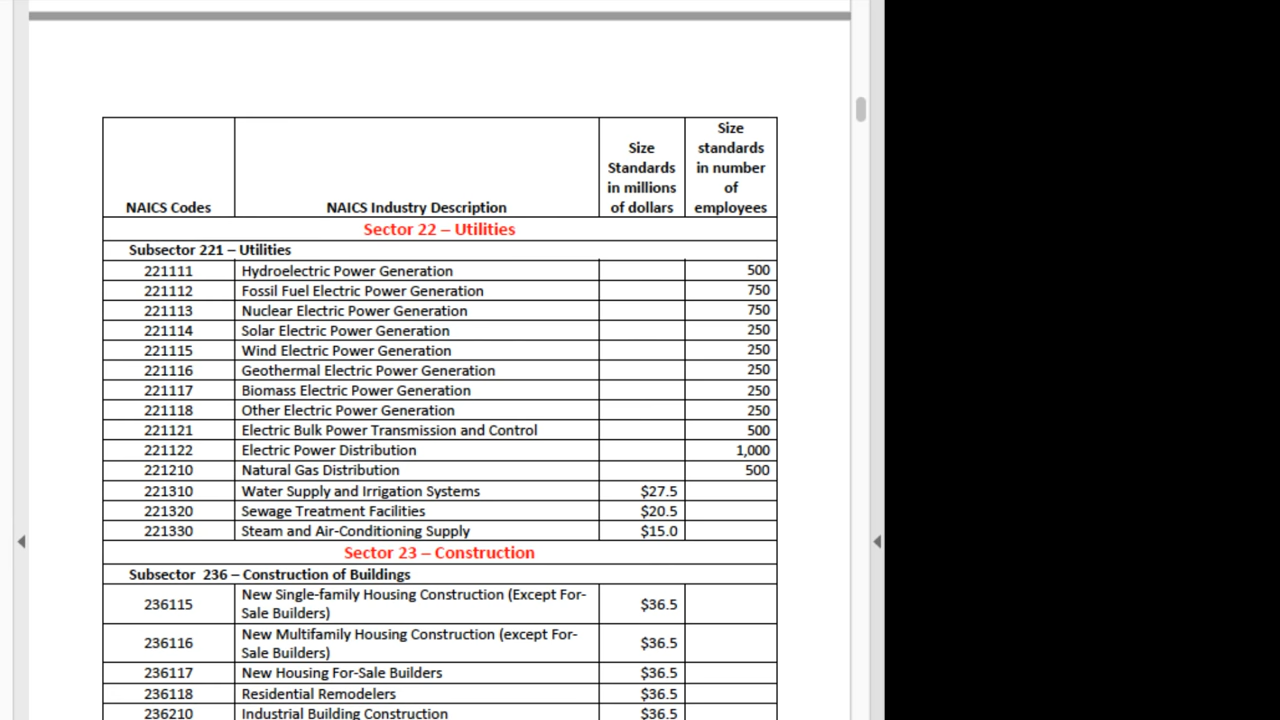 NAICS Codes NAICS Industry Description Size Standards in millions of dollars Size standards in number of employees
Sector 22 – Utilities
Subsector 221 – Utilities
221111 Hydroelectric Power Generation 500
221112 Fossil Fuel Electric Power Generation 750
221113 Nuclear Electric Power Generation 750
221114 Solar Electric Power Generation 250
221115 Wind Electric Power Generation 250
221116 Geothermal Electric Power Generation 250
221117 Biomass Electric Power Generation 250
221118 Other Electric Power Generation 250
221121 Electric Bulk Power Transmission and Control 500
221122 Electric Power Distribution 1,000
221210 Natural Gas Distribution 500
221310 Water Supply and Irrigation Systems $27.5
221320 Sewage Treatment Facilities $20.5
221330 Steam and Air-Conditioning Supply $15.0
Sector 23 – Construction
Subsector 236 – Construction of Buildings
236115 New Single-family Housing Construction (Except For-
Sale Builders) $36.5
236116 New Multifamily Housing Construction (except For-
Sale Builders) $36.5
236117 New Housing For-Sale Builders $36.5
236118 Residential Remodelers $36.5
236210 Industrial Building Construction $36.5